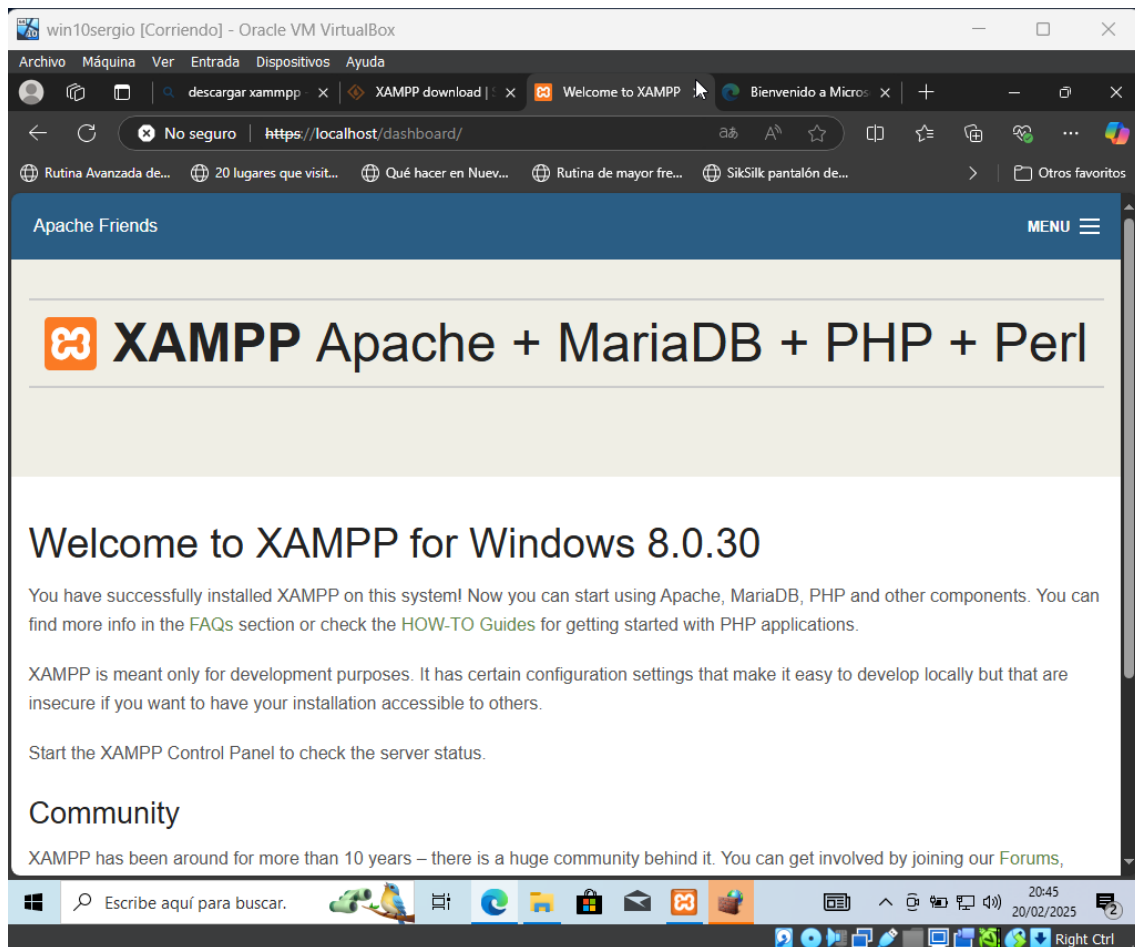 win10sergio [Corriendo] - Oracle VM VirtualBox
Archivo Máquina Ver Entrada Dispositivos Ayuda
descargar xammpp XAMPP download | S Welcome to XAMPP Bienvenido a Micros
No seguro https://localhost/dashboard/
Rutina Avanzada de... 20 lugares que visit... Qué hacer en Nuev... Rutina de mayor fre... SikSilk pantalón de... Otros favoritos
Apache Friends MENU
XAMPP Apache + MariaDB + PHP + Perl
Welcome to XAMPP for Windows 8.0.30
You have successfully installed XAMPP on this system! Now you can start using Apache, MariaDB, PHP and other components. You can
find more info in the FAQs section or check the HOW-TO Guides for getting started with PHP applications.
XAMPP is meant only for development purposes. It has certain configuration settings that make it easy to develop locally but that are
insecure if you want to have your installation accessible to others.
Start the XAMPP Control Panel to check the server status.
Community
XAMPP has been around for more than 10 years – there is a huge community behind it. You can get involved by joining our Forums,
Escribe aquí para buscar. 20:45
20/02/2025 2
Right Ctrl